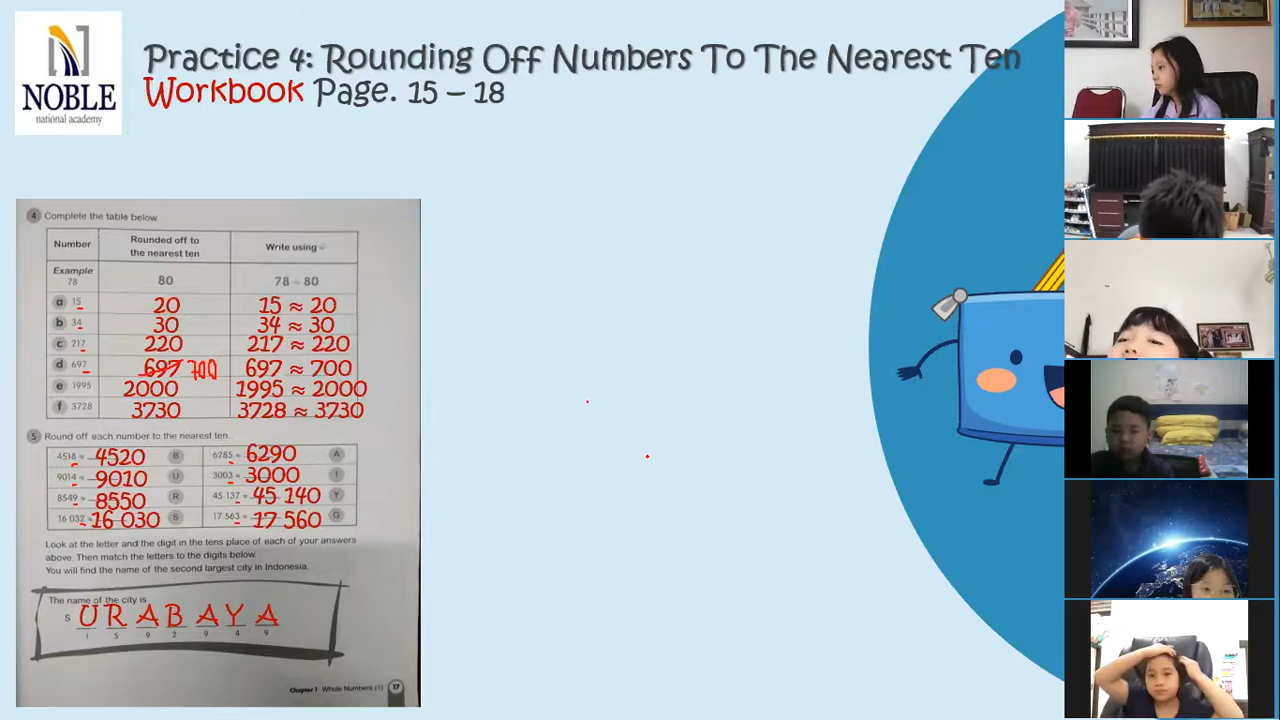 NOBLE
national academy
Practice 4: Rounding Off Numbers To The Nearest Ten
Workbook Page. 15 – 18
4 Complete the table below
Number Rounded off to the nearest ten Write using ≈
Example 78 80 78 ≈ 80
a 15 20 15 ≈ 20
b 34 30 34 ≈ 30
c 217 220 217 ≈ 220
d 697 697 700 697 ≈ 700
e 1995 2000 1995 ≈ 2000
f 3728 3730 3728 ≈ 3730
5 Round off each number to the nearest ten.
4518 ≈ 4520 B 6285 ≈ 6290 A
9014 ≈ 9010 U 3003 ≈ 3000 I
8549 ≈ 8550 R 45 137 ≈ 45 140 Y
16 032 ≈ 16 030 S 17 563 ≈ 17 560 G
Look at the letter and the digit in the tens place of each of your answers
above. Then match the letters to the digits below.
You will find the name of the second largest city in Indonesia.
The name of the city is
S U R A B A Y A
1 5 9 2 9 4 9
Chapter 1 Whole Numbers (1) 17